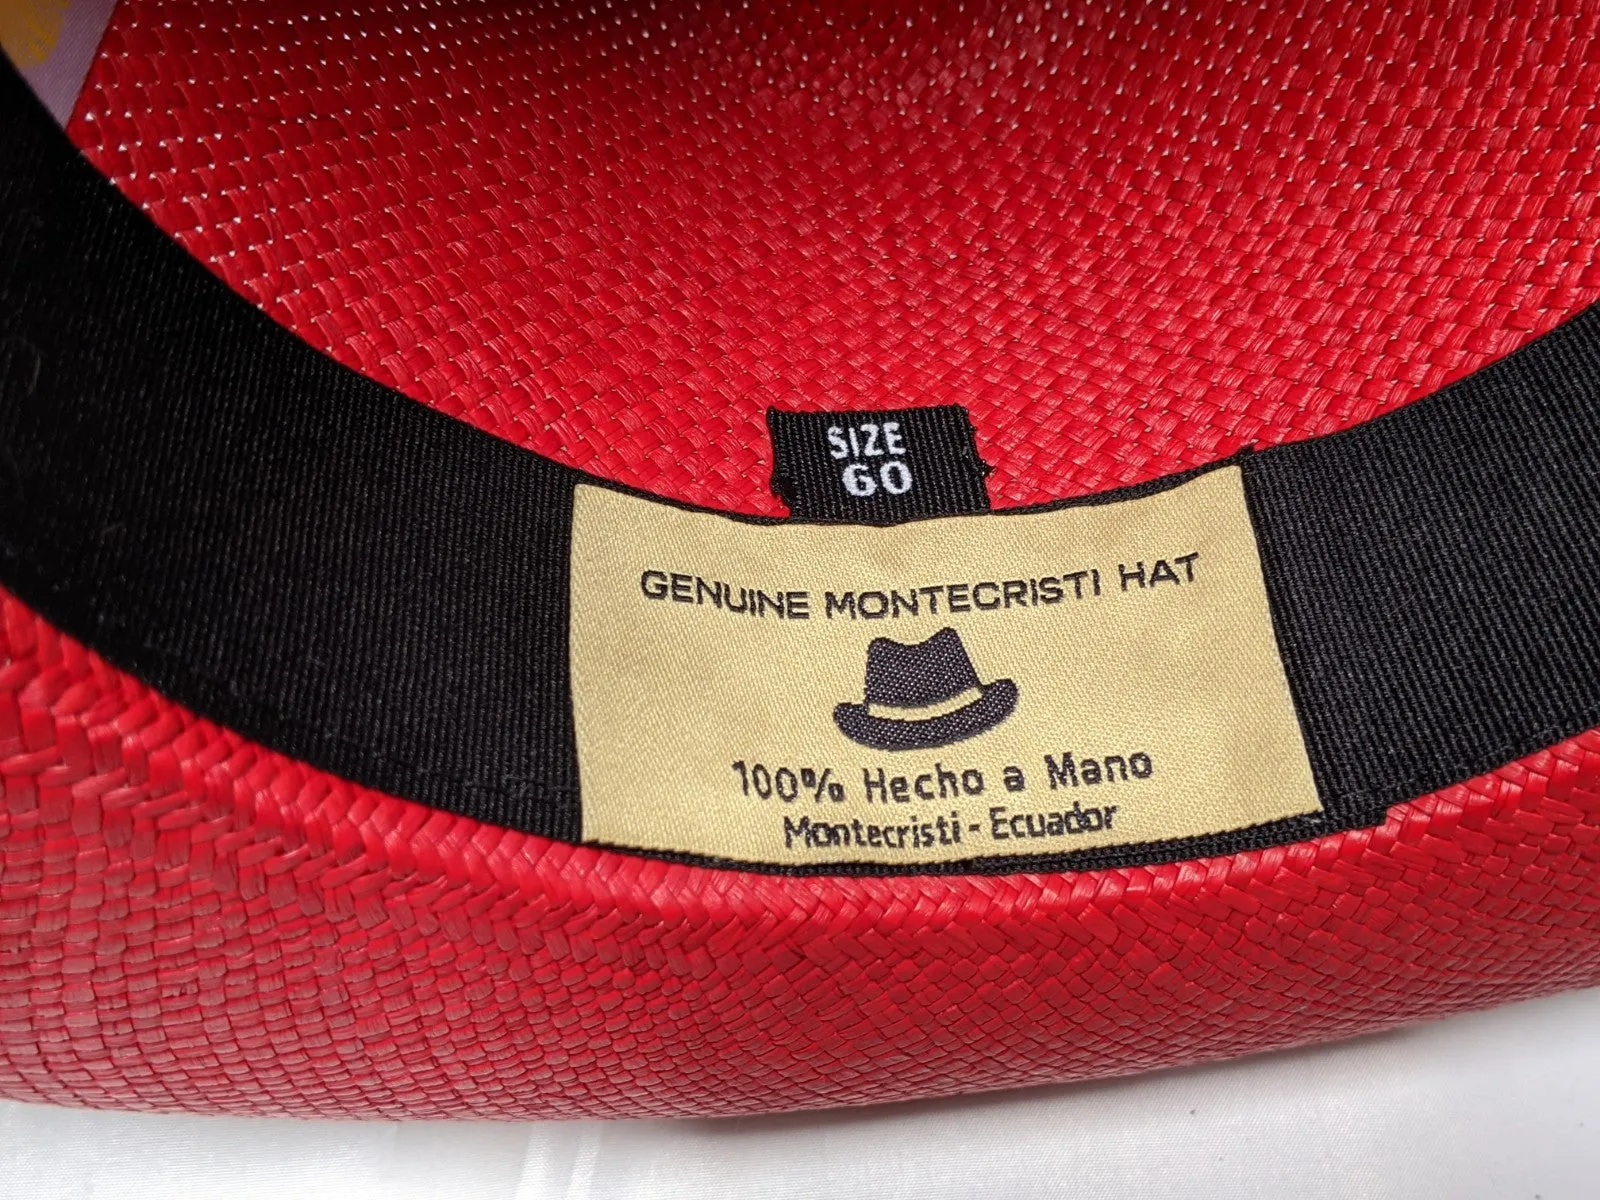 SIZE
60
GENUINE MONTECRISTI HAT
100% Hecho a Mano
Montecristi - Ecuador